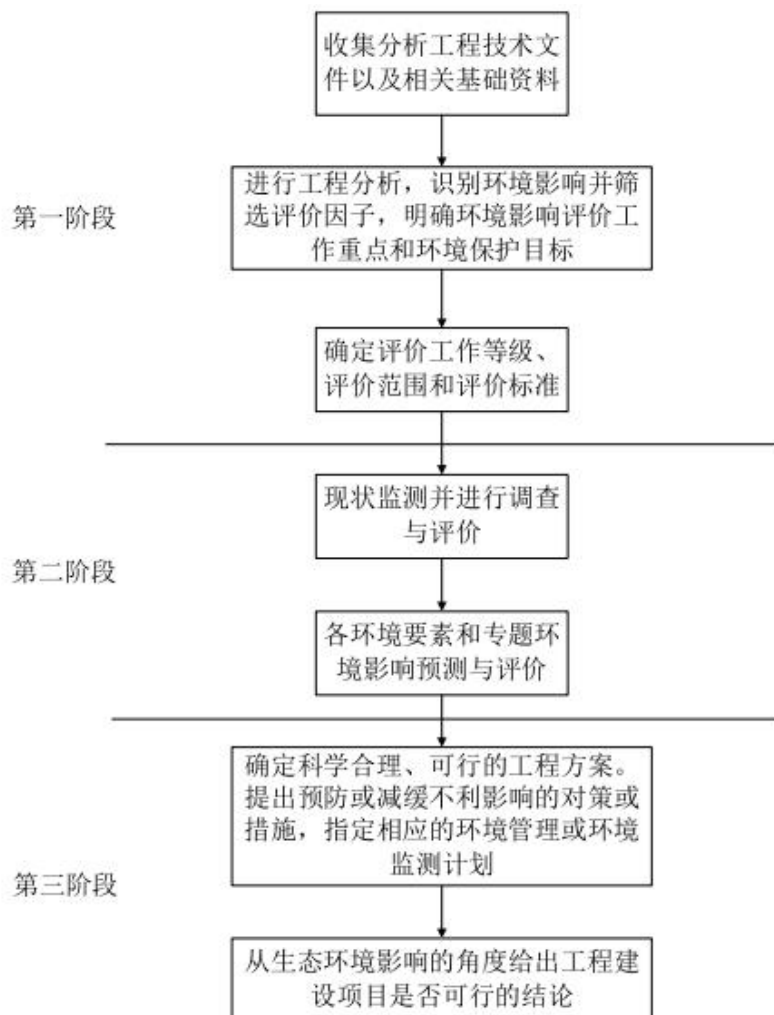 收集分析工程技术文
件以及相关基础资料
第一阶段
进行工程分析，识别环境影响并筛
选评价因子，明确环境影响评价工
作重点和环境保护目标
确定评价工作等级、
评价范围和评价标准
第二阶段
现状监测并进行调查
与评价
各环境要素和专题环
境影响预测与评价
第三阶段
确定科学合理、可行的工程方案。
提出预防或减缓不利影响的对策或
措施，指定相应的环境管理或环境
监测计划
从生态环境影响的角度给出工程建
设项目是否可行的结论